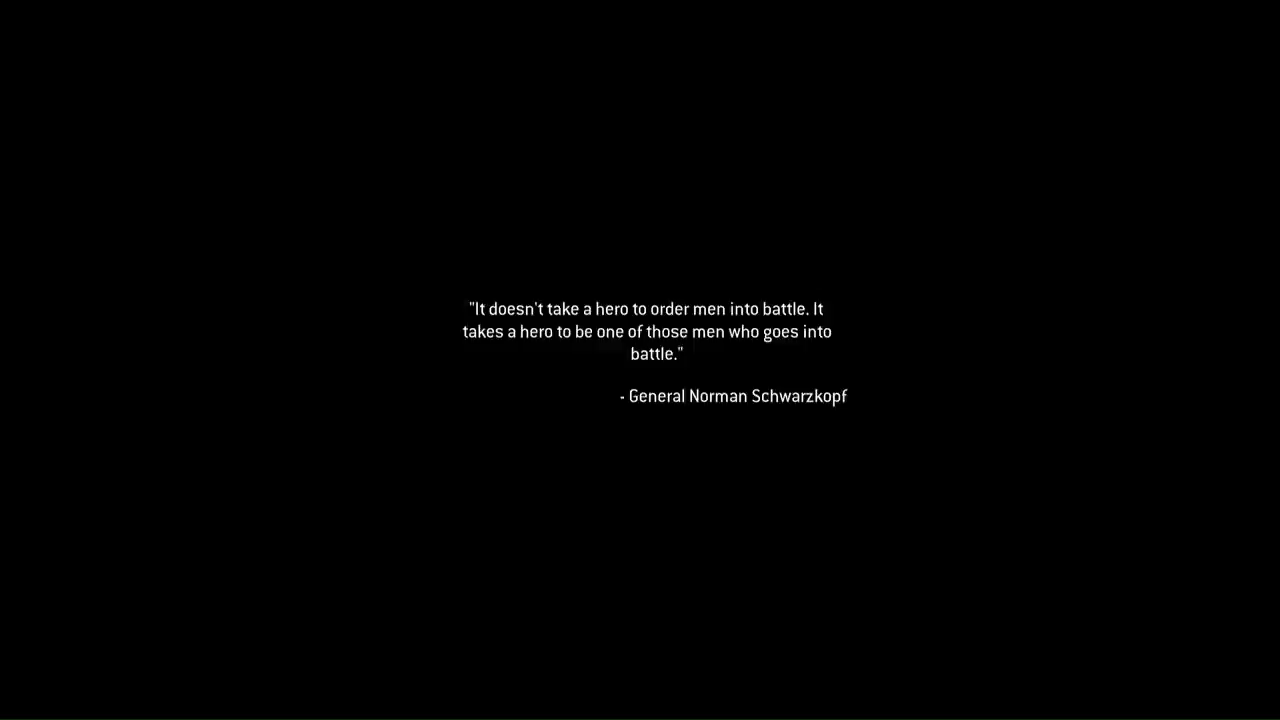 "It doesn't take a hero to order men into battle. It
takes a hero to be one of those men who goes into
battle."
- General Norman Schwarzkopf